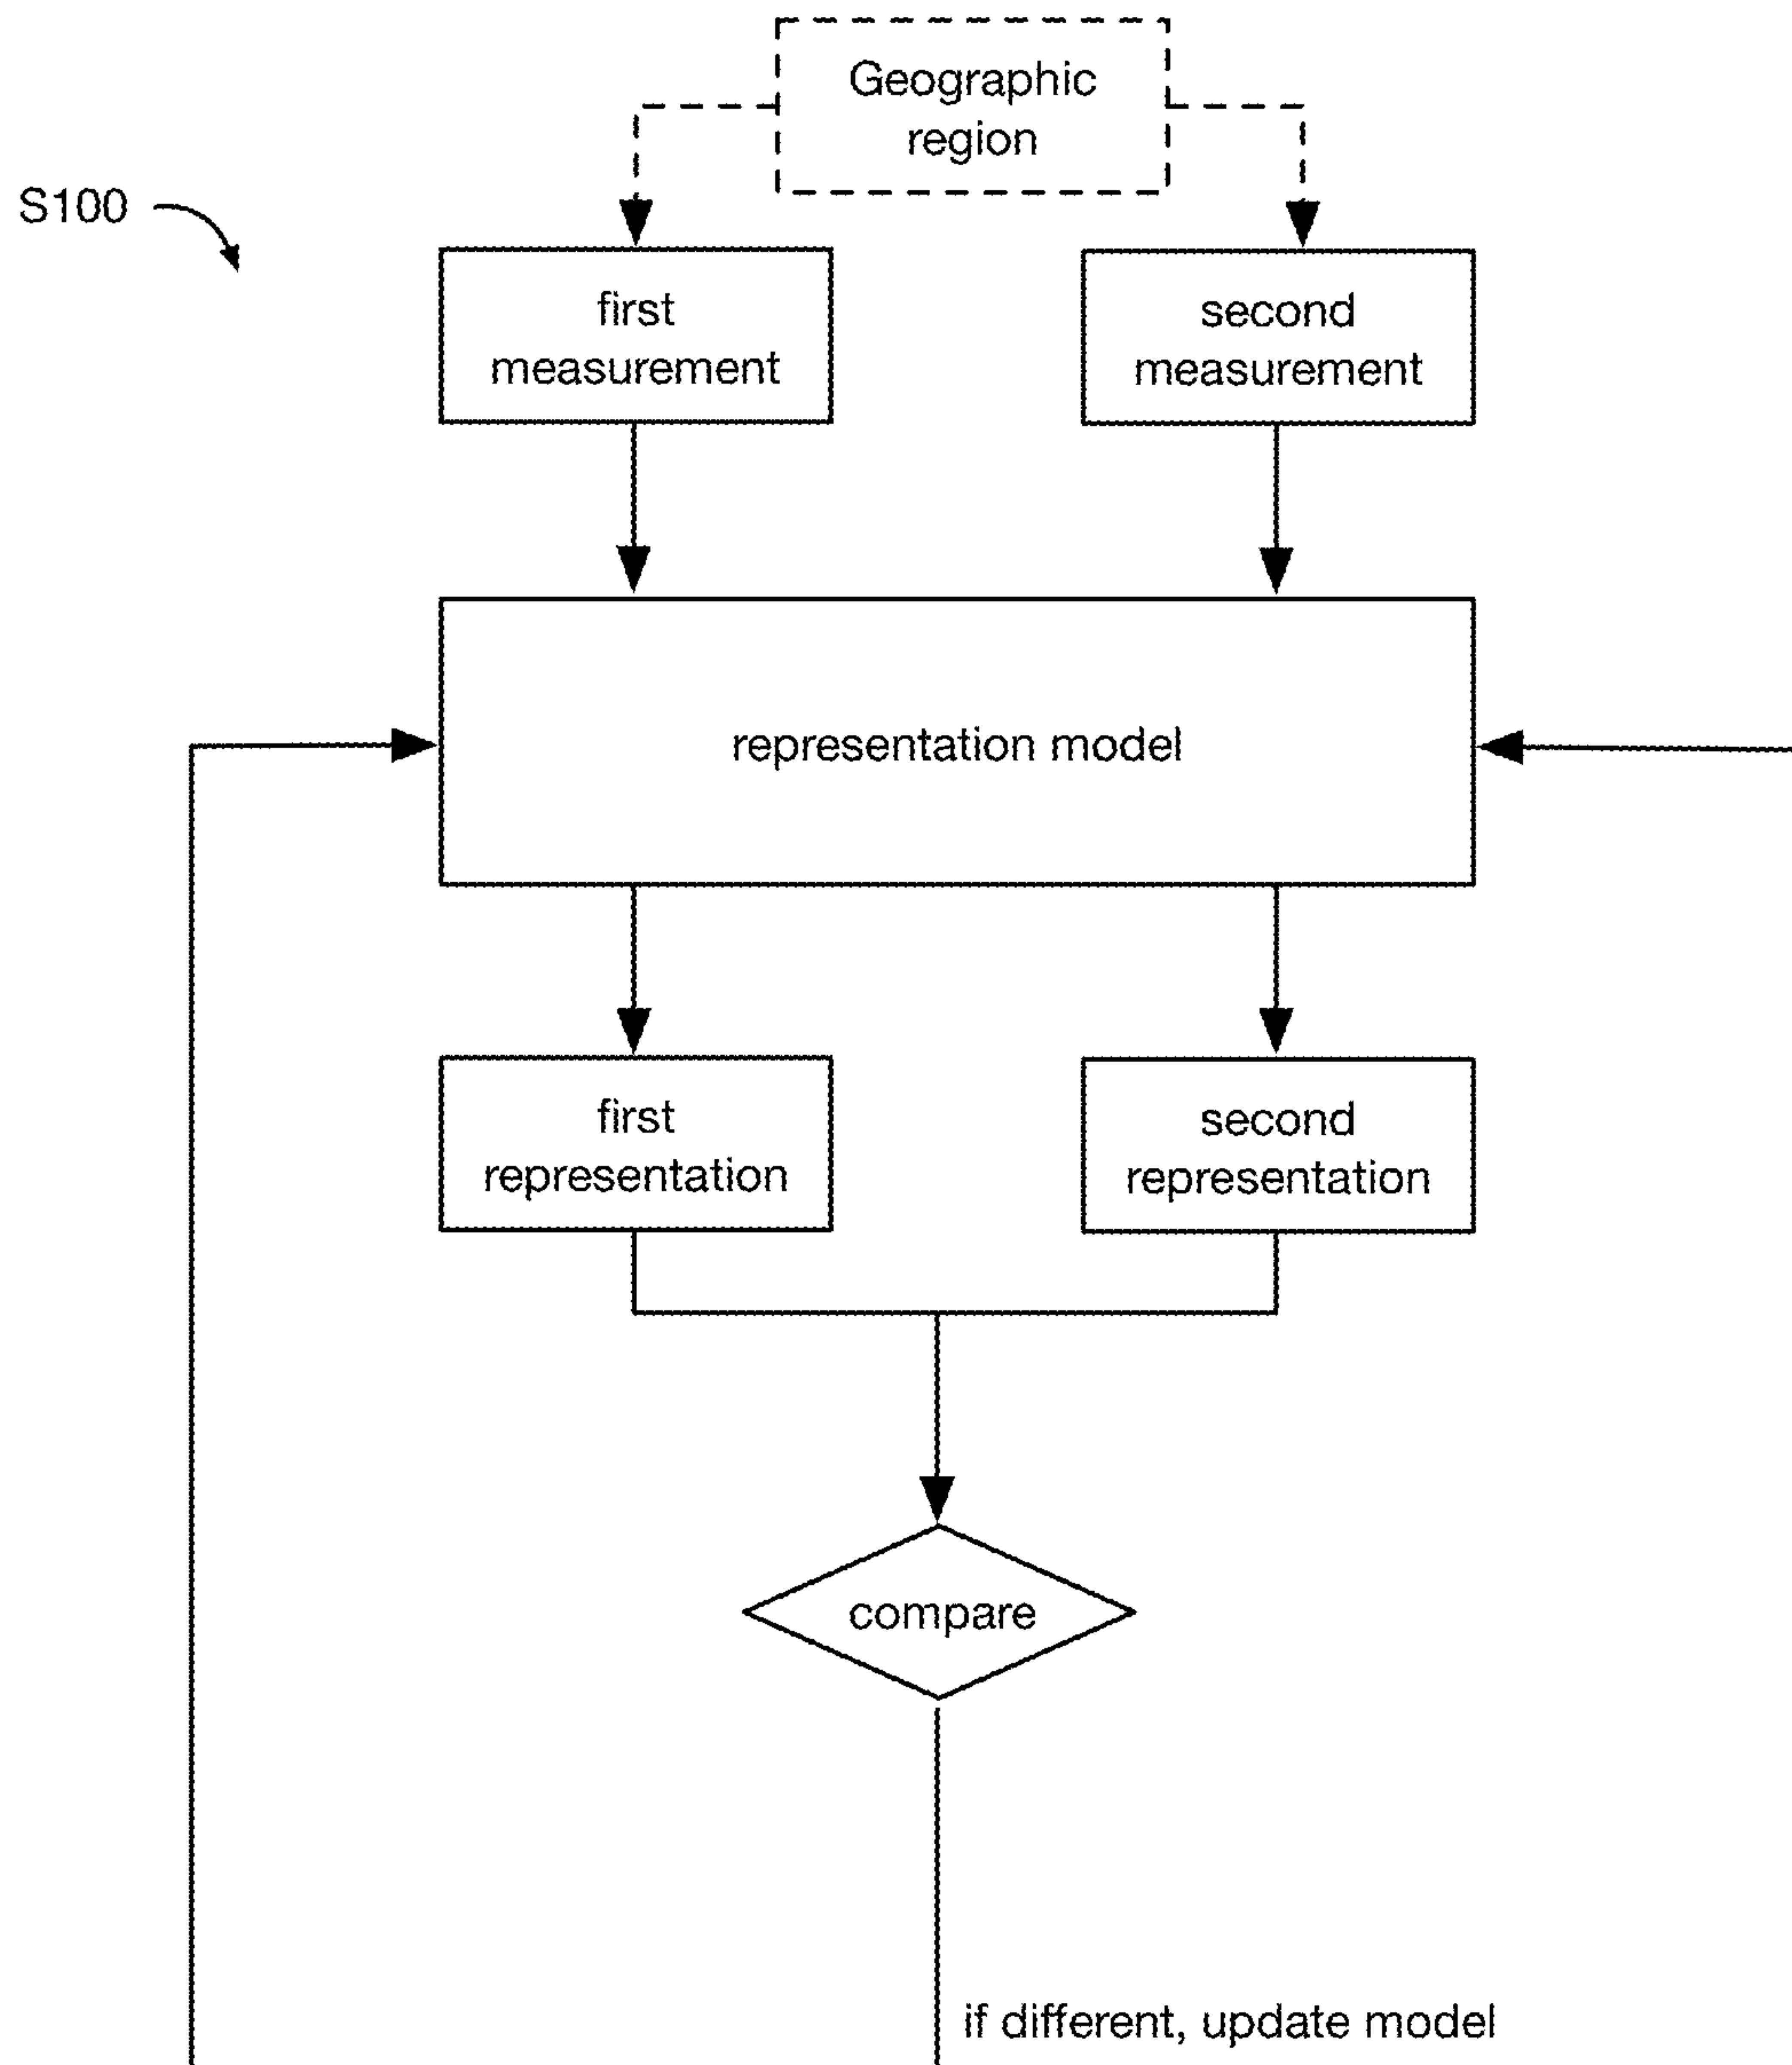 Geographic
region
S100
first
measurement
second
measurement
representation model
first
representation
second
representation
compare
if different, update model